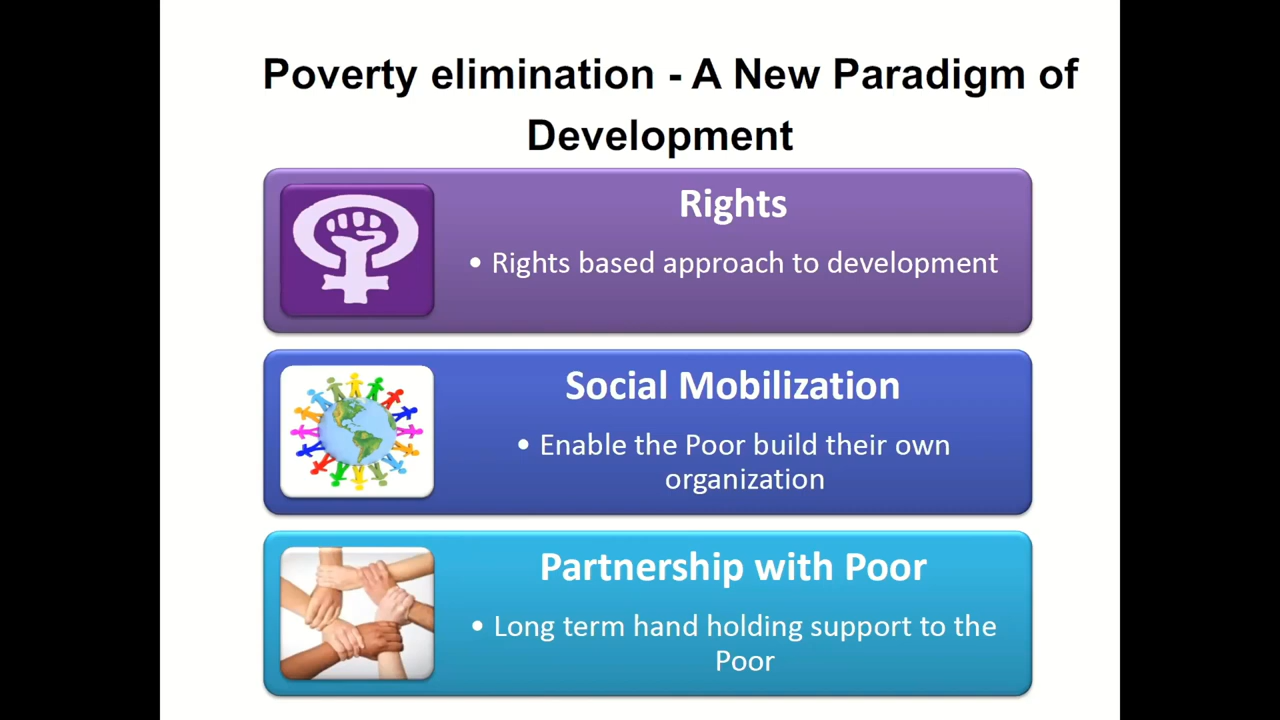 Poverty elimination - A New Paradigm of
Development
Rights
• Rights based approach to development
Social Mobilization
• Enable the Poor build their own
organization
Partnership with Poor
• Long term hand holding support to the
Poor